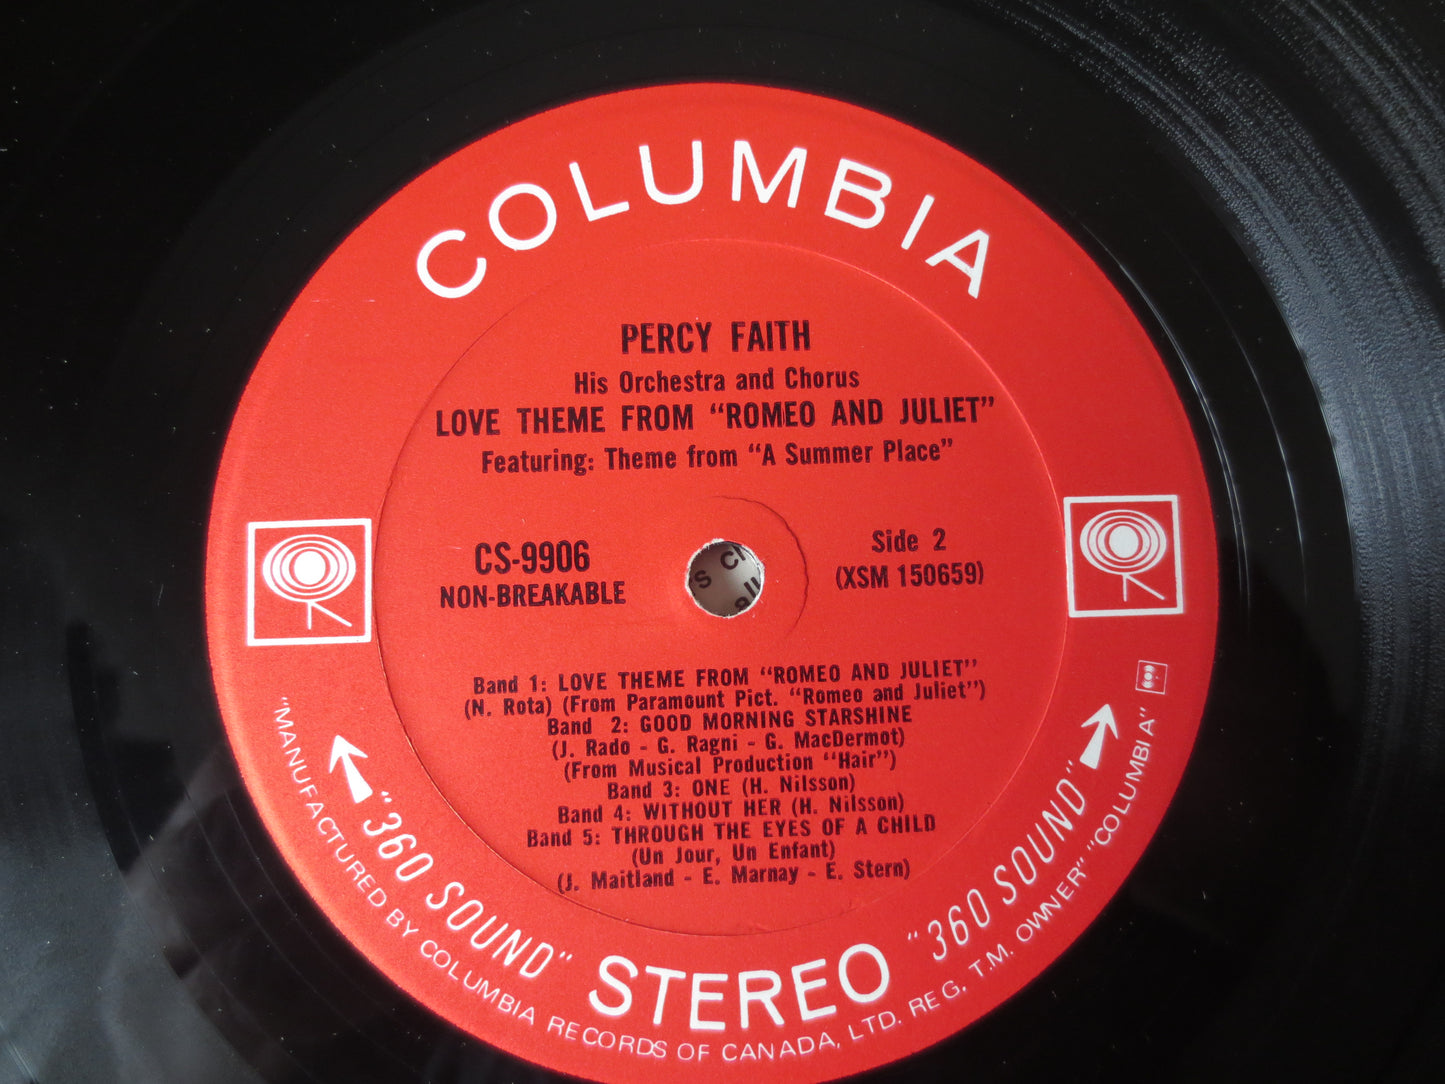 COLUMBIA
PERCY FAITH
His Orchestra and Chorus
LOVE THEME FROM "ROMEO AND JULIET"
Featuring: Theme from "A Summer Place"
CS-9906
NON-BREAKABLE
Side 2
(XSM 150659)
Band 1: LOVE THEME FROM "ROMEO AND JULIET"
(N. Rota) (From Paramount Pict. "Romeo and Juliet")
Band 2: GOOD MORNING STARSHINE
(J. Rado - G. Ragni - G. MacDermot)
(From Musical Production "Hair")
Band 3: ONE (H. Nilsson)
Band 4: WITHOUT HER (H. Nilsson)
Band 5: THROUGH THE EYES OF A CHILD
(Un Jour, Un Enfant)
(J. Maitland - E. Marnay - E. Stern)
"360 SOUND" STEREO "360 SOUND"
"MANUFACTURED BY COLUMBIA RECORDS OF CANADA, LTD. REG, T.M. OWNER" "COLUMBIA"